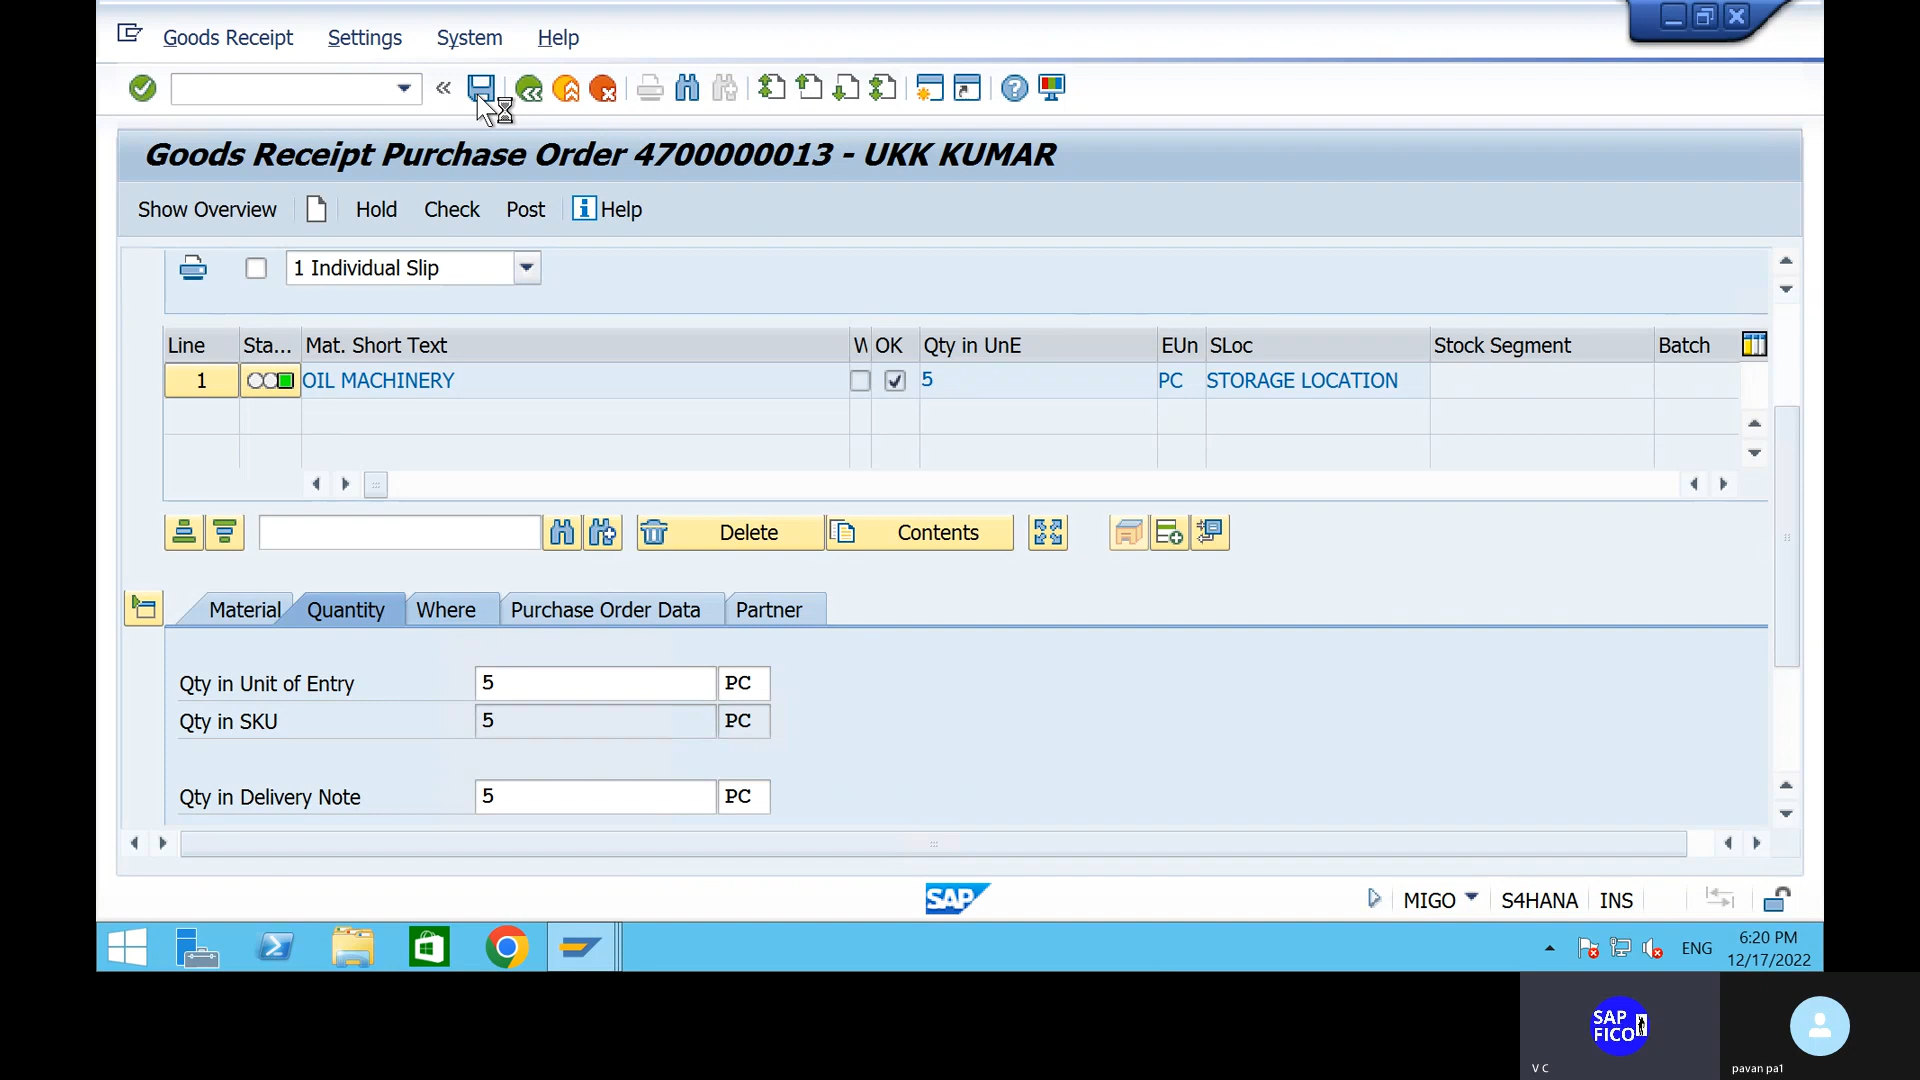 Goods Receipt Settings System Help
Goods Receipt Purchase Order 4700000013 - UKK KUMAR
Show Overview Hold Check Post Help
1 Individual Slip
Line Sta... Mat. Short Text W OK Qty in UnE EUn SLoc Stock Segment Batch
1 OIL MACHINERY 5 PC STORAGE LOCATION
Delete Contents
Material Quantity Where Purchase Order Data Partner
Qty in Unit of Entry 5 PC
Qty in SKU 5 PC
Qty in Delivery Note 5 PC
SAP MIGO S4HANA INS
ENG 6:20 PM
12/17/2022
SAP
FICO
V C pavan pa1